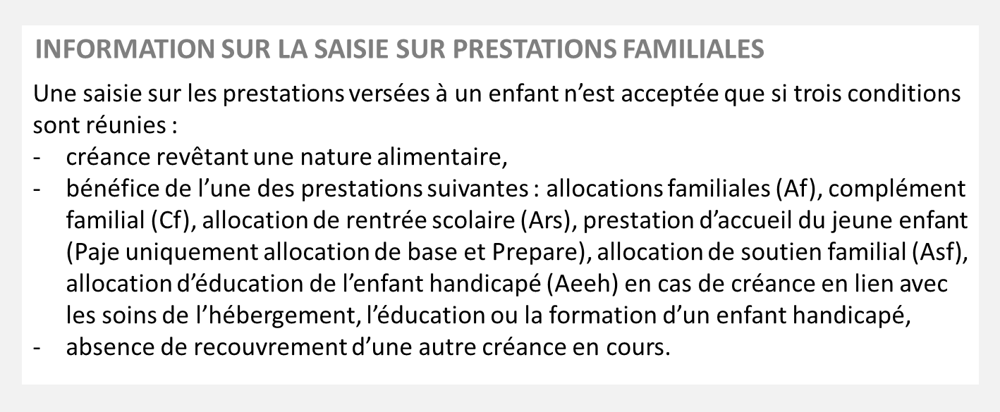 INFORMATION SUR LA SAISIE SUR PRESTATIONS FAMILIALES
Une saisie sur les prestations versées à un enfant n’est acceptée que si trois conditions
sont réunies :
- créance revêtant une nature alimentaire,
- bénéfice de l’une des prestations suivantes : allocations familiales (Af), complément
familial (Cf), allocation de rentrée scolaire (Ars), prestation d’accueil du jeune enfant
(Paje uniquement allocation de base et Prepare), allocation de soutien familial (Asf),
allocation d’éducation de l’enfant handicapé (Aeeh) en cas de créance en lien avec
les soins de l’hébergement, l’éducation ou la formation d’un enfant handicapé,
- absence de recouvrement d’une autre créance en cours.